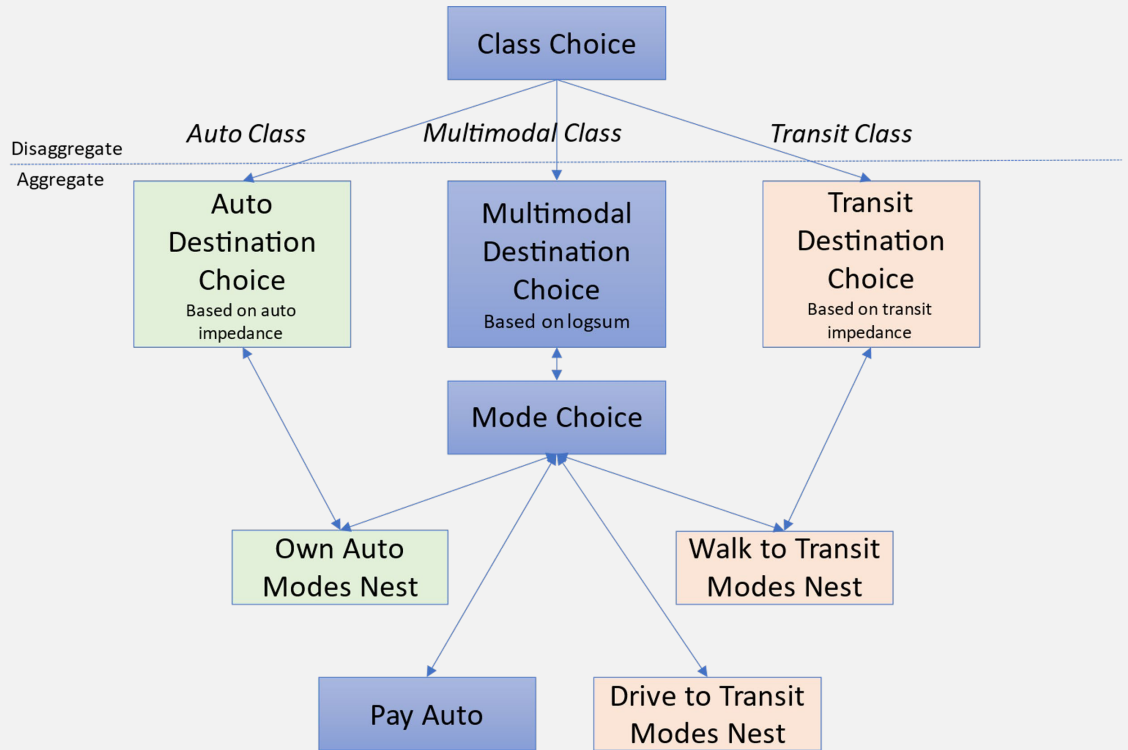 Class Choice
Auto Class
Multimodal Class
Transit Class
Disaggregate
Aggregate
Auto
Destination
Choice
Based on auto
impedance
Multimodal
Destination
Choice
Based on logsum
Transit
Destination
Choice
Based on transit
impedance
Mode Choice
Own Auto
Modes Nest
Walk to Transit
Modes Nest
Pay Auto
Drive to Transit
Modes Nest